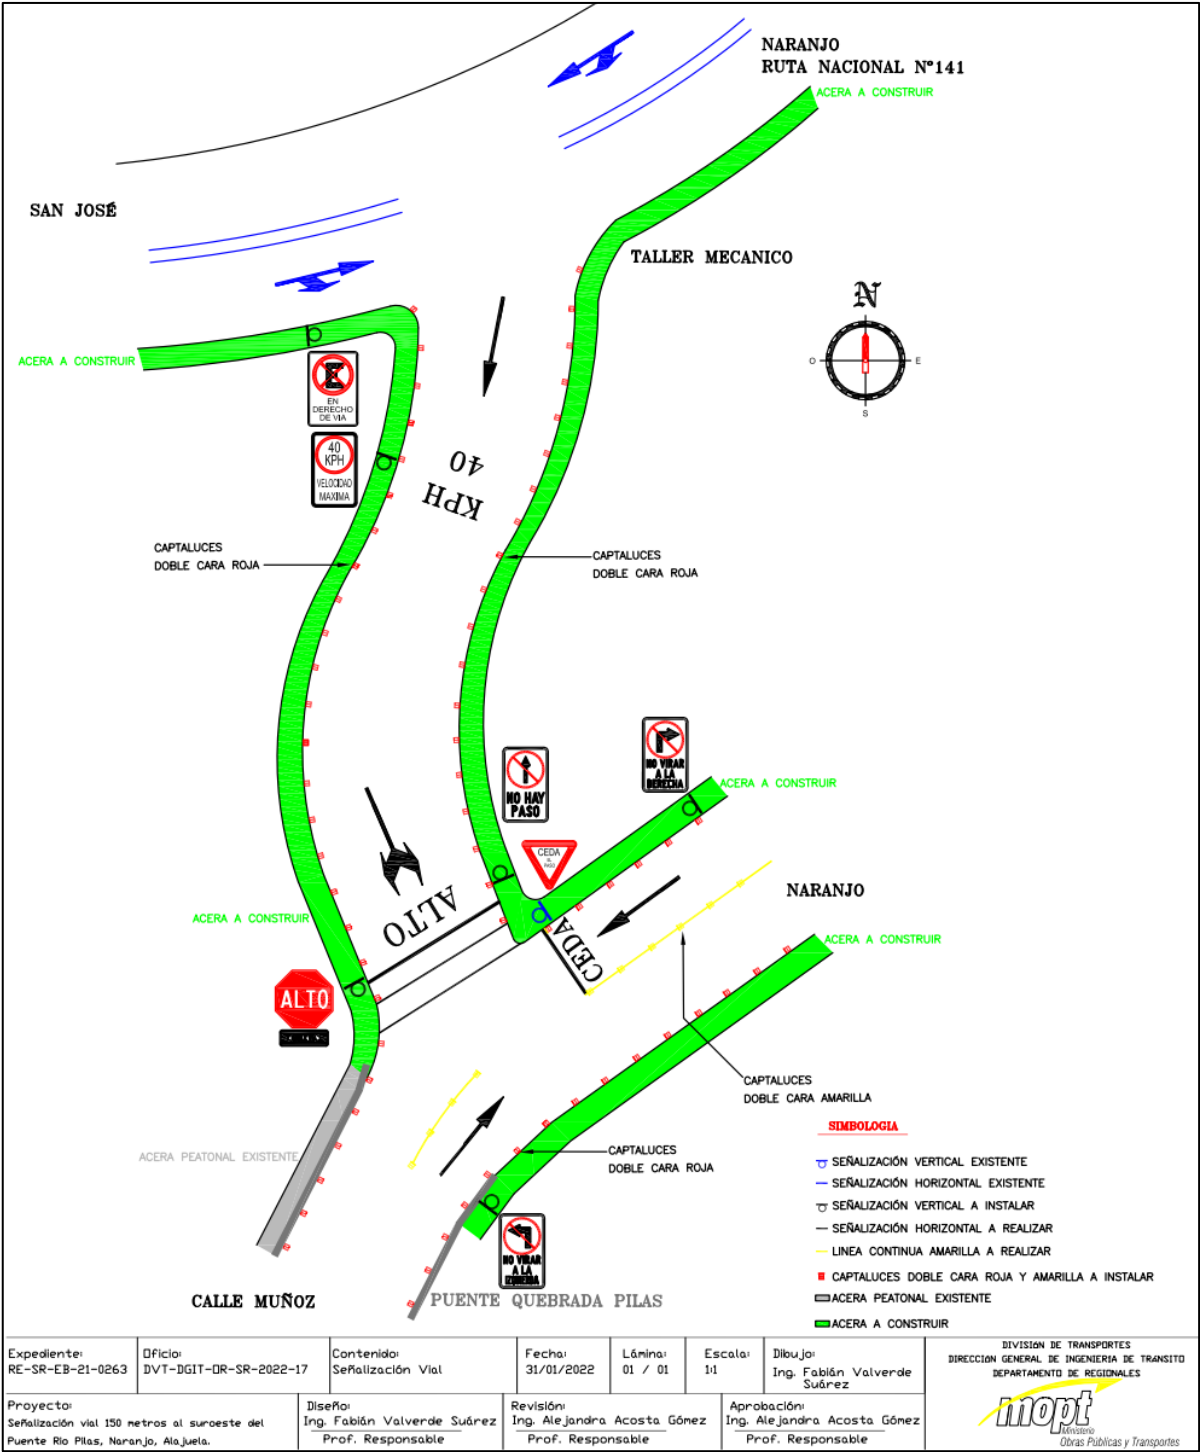 NARANJO
RUTA NACIONAL Nº141
ACERA A CONSTRUIR
SAN JOSÉ
TALLER MECANICO
N
O
E
S
ACERA A CONSTRUIR
E
EN
DERECHO
DE VIA
40
KPH
VELOCIDAD
MAXIMA
40
KPH
CAPTALUCES
DOBLE CARA ROJA
CAPTALUCES
DOBLE CARA ROJA
NO VIRAR
A LA
DERECHA
NO HAY
PASO
ACERA A CONSTRUIR
CEDA
EL
PASO
NARANJO
ALTO
CEDA
ACERA A CONSTRUIR
ACERA A CONSTRUIR
ALTO
CAPTALUCES
DOBLE CARA AMARILLA
ACERA PEATONAL EXISTENTE
CAPTALUCES
DOBLE CARA ROJA
NO VIRAR
A LA
IZQUIERDA
CALLE MUÑOZ
PUENTE QUEBRADA PILAS
SIMBOLOGIA
SEÑALIZACIÓN VERTICAL EXISTENTE
SEÑALIZACIÓN HORIZONTAL EXISTENTE
SEÑALIZACIÓN VERTICAL A INSTALAR
SEÑALIZACIÓN HORIZONTAL A REALIZAR
LINEA CONTINUA AMARILLA A REALIZAR
CAPTALUCES DOBLE CARA ROJA Y AMARILLA A INSTALAR
ACERA PEATONAL EXISTENTE
ACERA A CONSTRUIR
Expediente:
RE-SR-EB-21-0263
Oficio:
DVT-DGIT-OR-SR-2022-17
Contenido:
Señalización Vial
Fecha:
31/01/2022
Lámina:
01 / 01
Escala:
1:1
Dibujo:
Ing. Fabián Valverde
Suárez
Proyecto:
Señalización vial 150 metros al suroeste del
Puente Río Pilas, Naranjo, Alajuela.
Diseño:
Ing. Fabián Valverde Suárez
Prof. Responsable
Revisión:
Ing. Alejandra Acosta Gómez
Prof. Responsable
Aprobación:
Ing. Alejandra Acosta Gómez
Prof. Responsable
DIVISIÓN DE TRANSPORTES
DIRECCIÓN GENERAL DE INGENIERIA DE TRANSITO
DEPARTAMENTO DE REGIONALES
mopt
Ministerio
Obras Públicas y Transportes